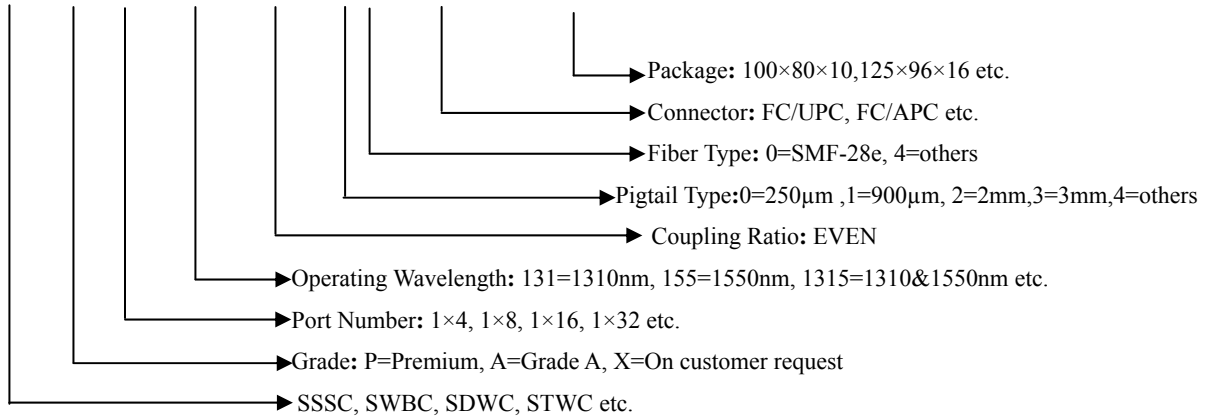 Package: 100×80×10,125×96×16 etc.
Connector: FC/UPC, FC/APC etc.
Fiber Type: 0=SMF-28e, 4=others
Pigtail Type:0=250µm ,1=900µm, 2=2mm,3=3mm,4=others
Coupling Ratio: EVEN
Operating Wavelength: 131=1310nm, 155=1550nm, 1315=1310&1550nm etc.
Port Number: 1×4, 1×8, 1×16, 1×32 etc.
Grade: P=Premium, A=Grade A, X=On customer request
SSSC, SWBC, SDWC, STWC etc.